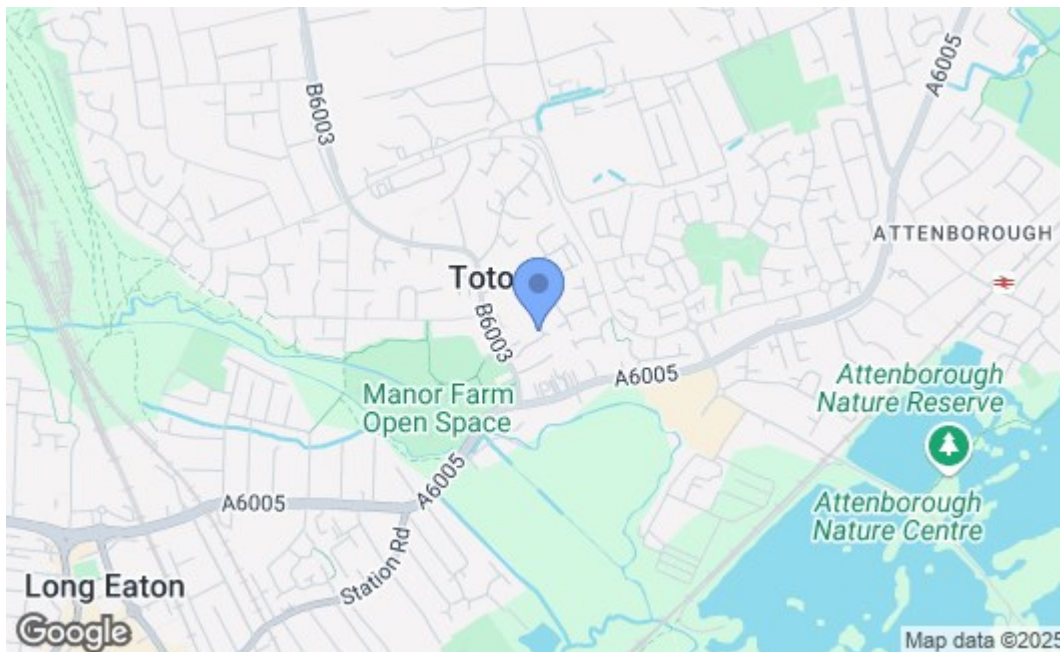 B6003
A6005
ATTENBOROUGH
Toto
B6003
A6005
Manor Farm
Open Space
Attenborough
Nature Reserve
A6005
A6005
Attenborough
Nature Centre
Station Rd
Long Eaton
Google
Map data ©2025